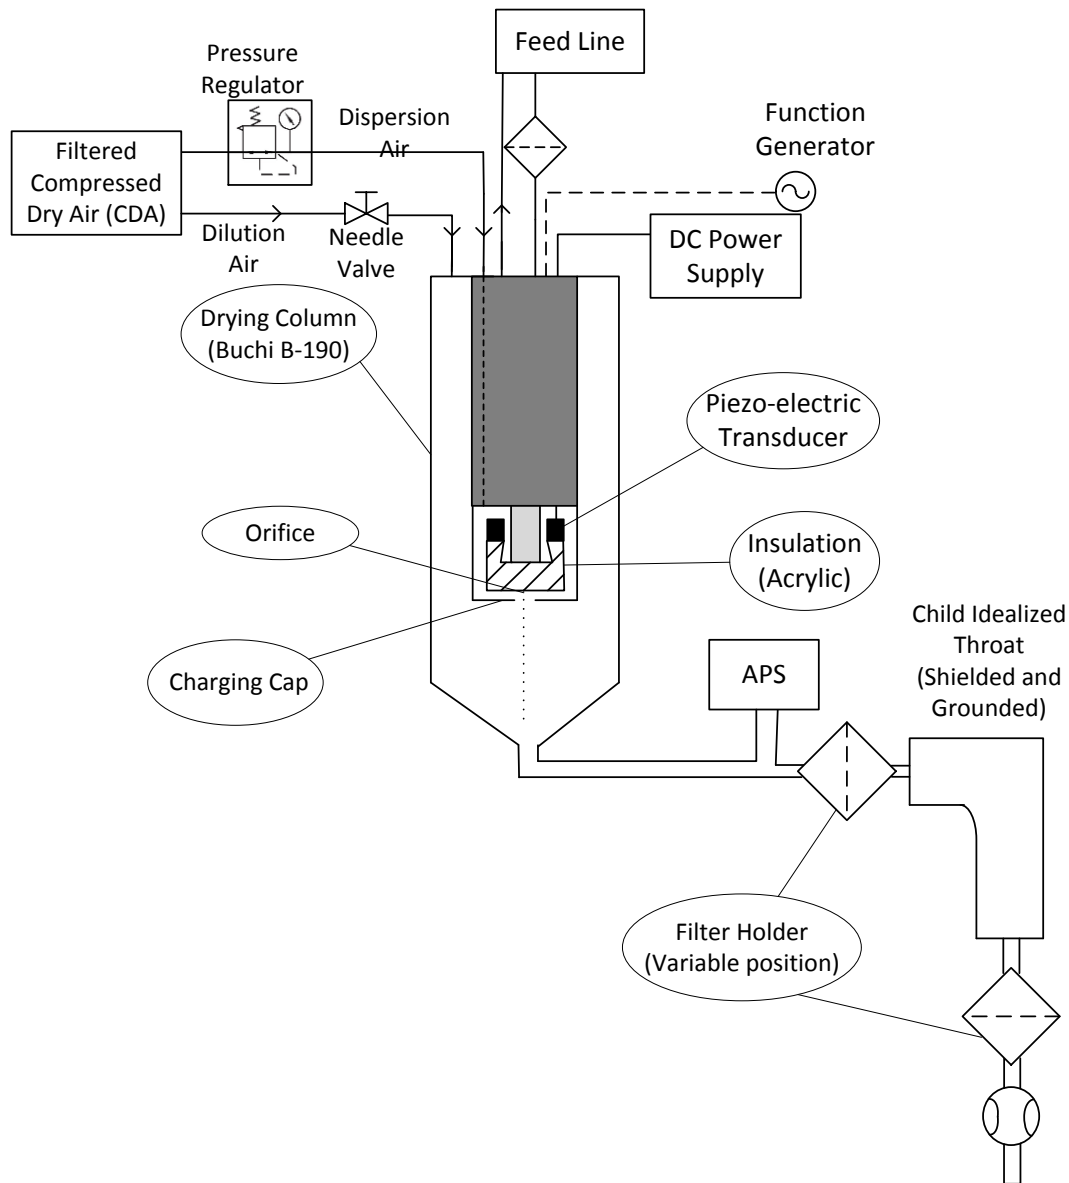 Feed Line
Pressure
Regulator
Dispersion
Air
Function
Generator
Filtered
Compressed
Dry Air (CDA)
Dilution
Air
Needle
Valve
DC Power
Supply
Drying Column
(Buchi B-190)
Piezo-electric
Transducer
Orifice
Insulation
(Acrylic)
Child Idealized
Throat
(Shielded and
Grounded)
Charging Cap
APS
Filter Holder
(Variable position)